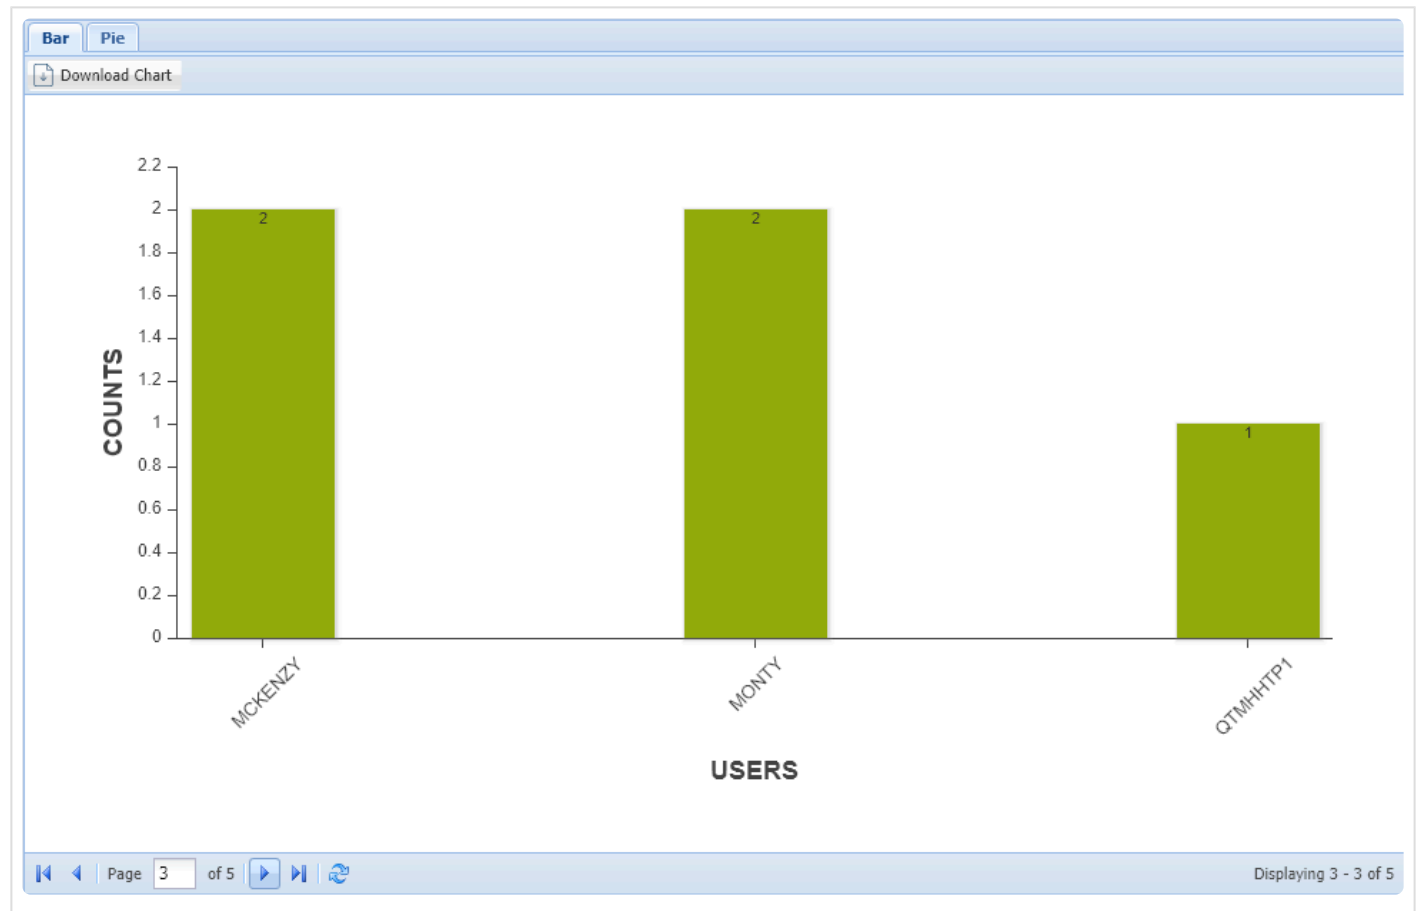 Bar Pie
Download Chart
2.2
2
1.8
1.6
1.4
1.2
1
0.8
0.6
0.4
0.2
0
COUNTS
2 2 1
MCKENZY MONTY QTMHHTP1
USERS
Page 3 of 5 Displaying 3 - 3 of 5